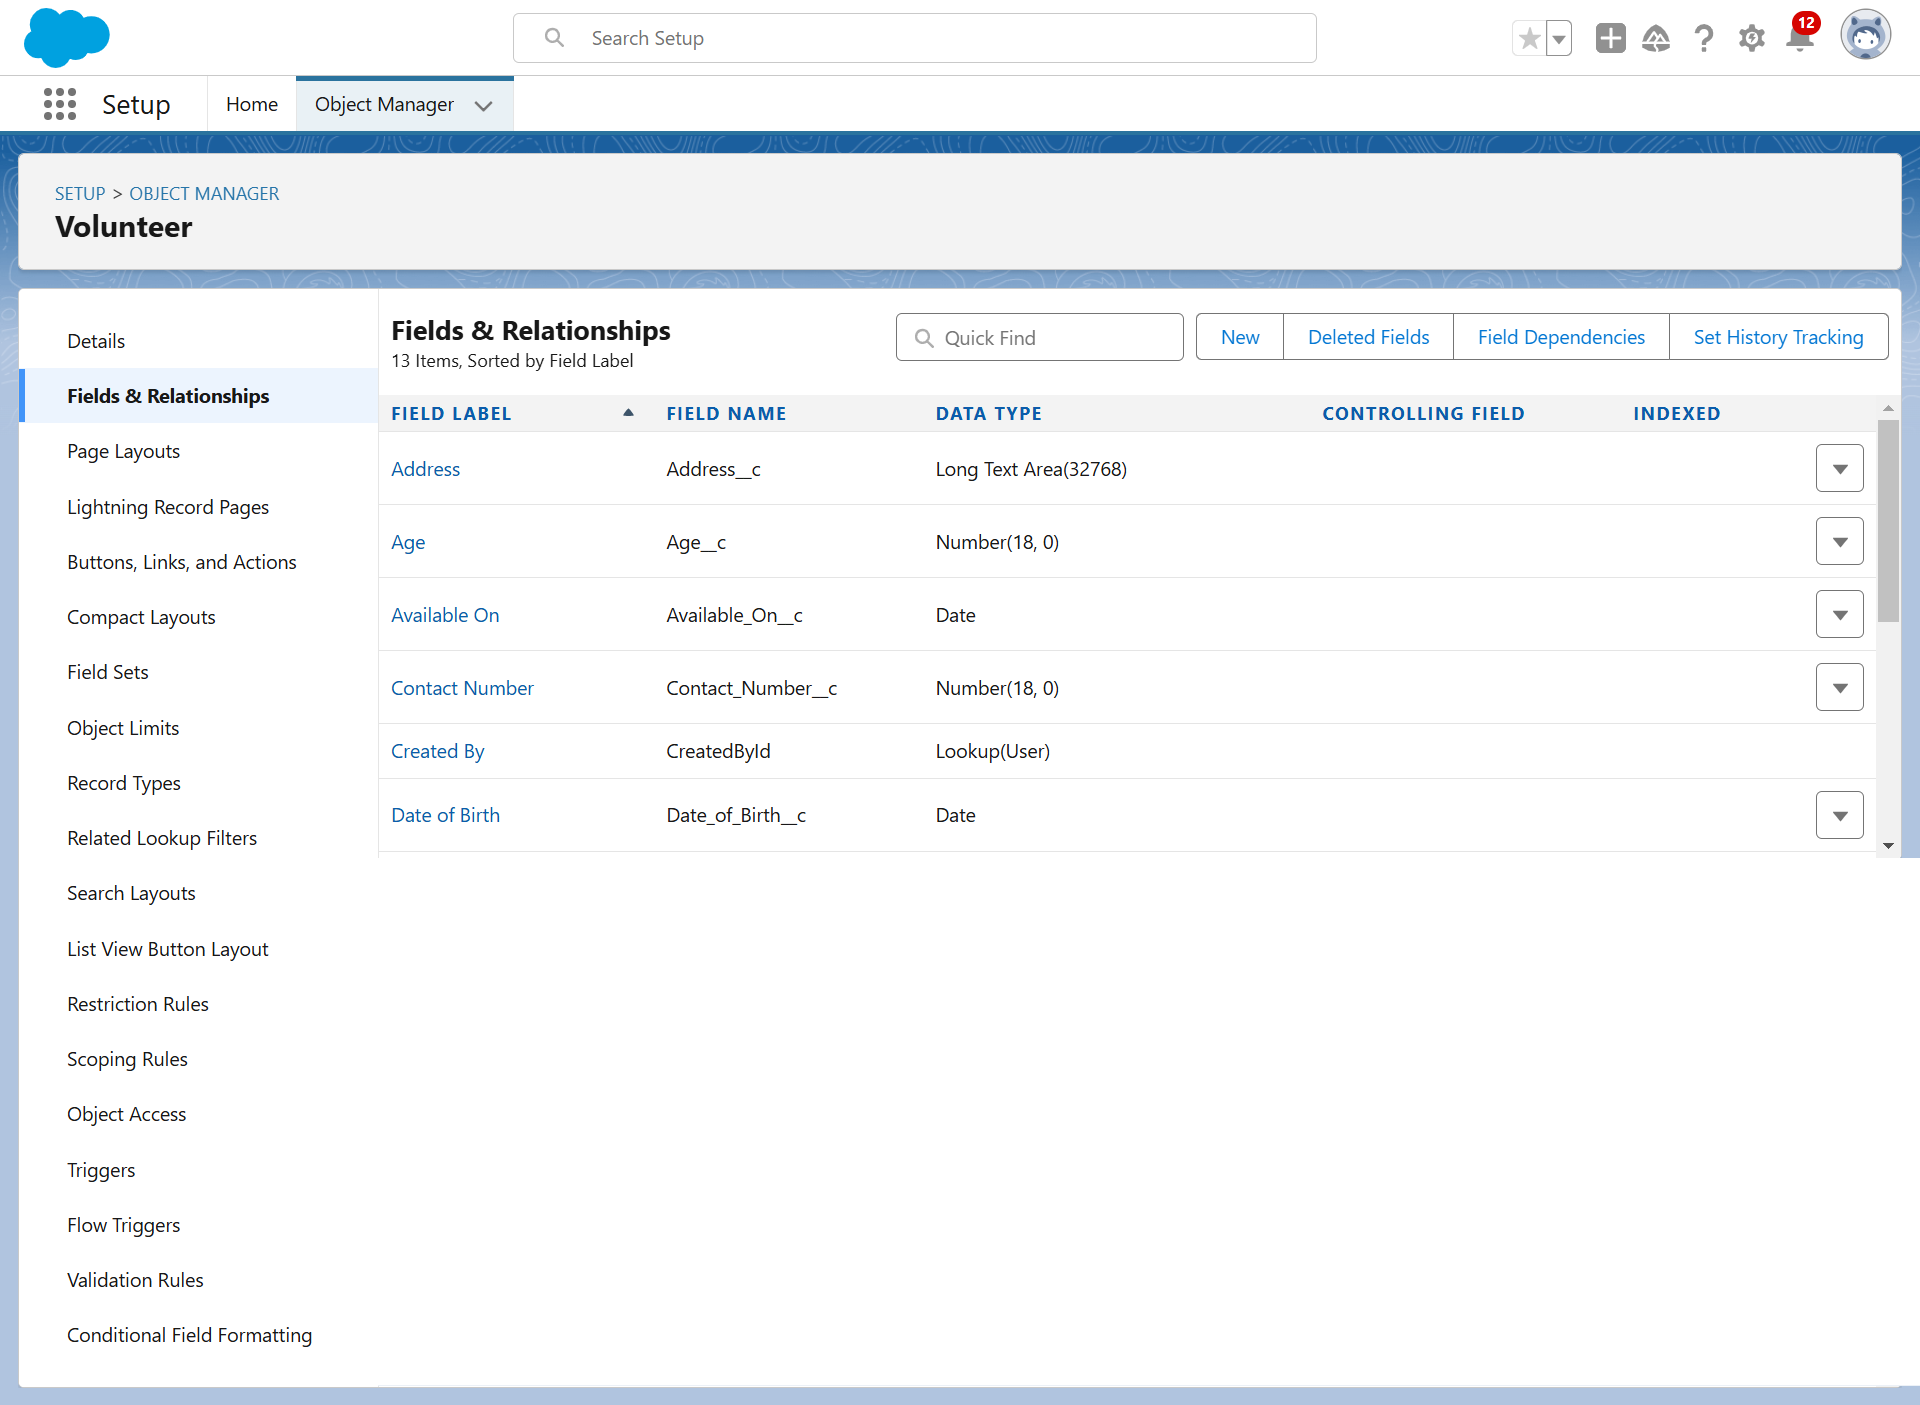 Search Setup
12
Setup
Home
Object Manager
SETUP > OBJECT MANAGER
Volunteer
Details
Fields & Relationships
Page Layouts
Lightning Record Pages
Buttons, Links, and Actions
Compact Layouts
Field Sets
Object Limits
Record Types
Related Lookup Filters
Search Layouts
List View Button Layout
Restriction Rules
Scoping Rules
Object Access
Triggers
Flow Triggers
Validation Rules
Conditional Field Formatting
Fields & Relationships
13 Items, Sorted by Field Label
Quick Find
New Deleted Fields Field Dependencies Set History Tracking
FIELD LABEL FIELD NAME DATA TYPE CONTROLLING FIELD INDEXED
Address Address__c Long Text Area(32768)
Age Age__c Number(18, 0)
Available On Available_On__c Date
Contact Number Contact_Number__c Number(18, 0)
Created By CreatedById Lookup(User)
Date of Birth Date_of_Birth__c Date